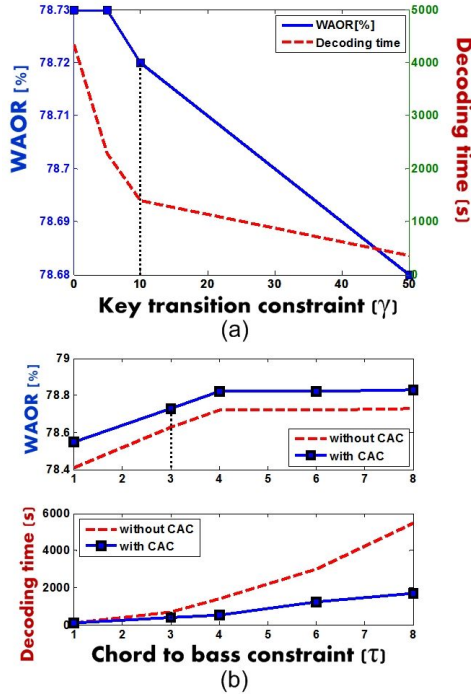 78.73
78.72
78.71
78.7
78.69
78.68
WAOR [%]
WAOR[%]
Decoding time
5000
4000
3000
2000
1000
0
Decoding time (s)
0 10 20 30 40 50
Key transition constraint (γ)
(a)
79
78.8
78.6
78.4
WAOR [%]
without CAC
with CAC
1 2 3 4 5 6 7 8
6000
4000
2000
0
Decoding time (s)
without CAC
with CAC
1 2 3 4 5 6 7 8
Chord to bass constraint (τ)
(b)